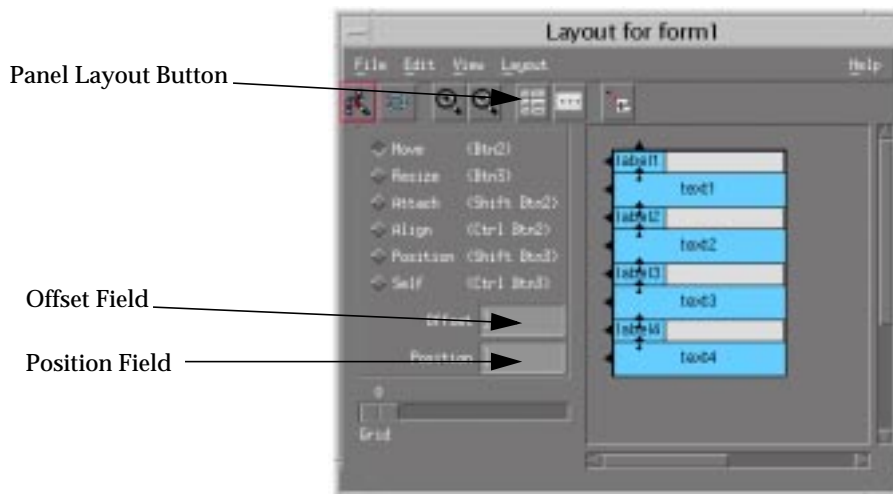 Layout for form1
File Edit View Layout Help
Panel Layout Button
Move (Btn2)
Resize (Btn3)
Attach (Shift Btn2)
Align (Ctrl Btn2)
Position (Shift Btn3)
Self (Ctrl Btn3)
Offset Field
Offset
Position Field
Position
0
Grid
label1
text1
label2
text2
label3
text3
label4
text4